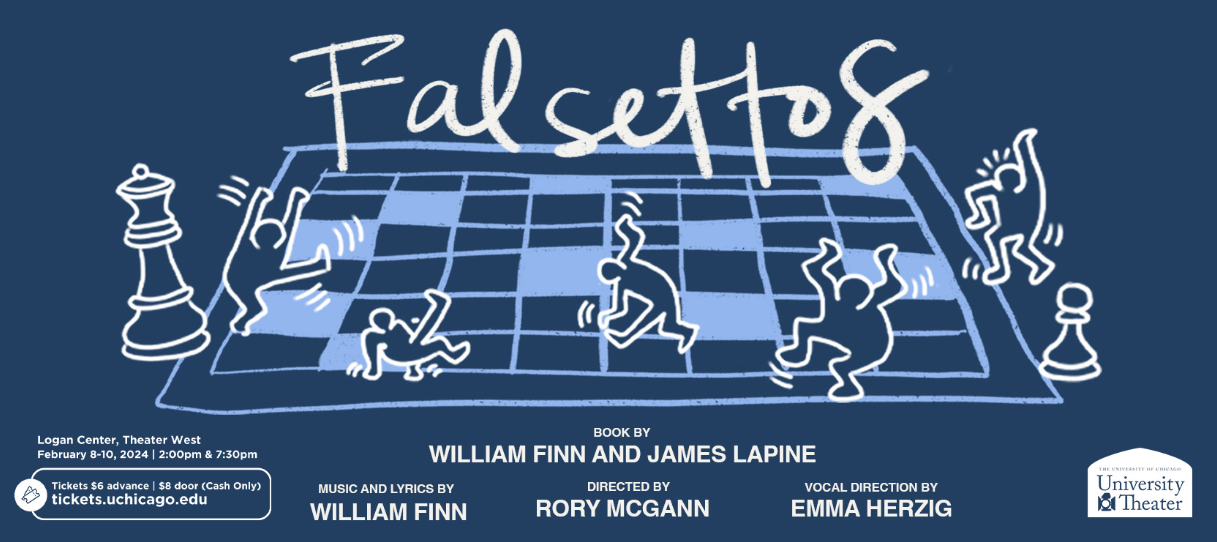 Falsettos
Logan Center, Theater West
February 8-10, 2024 | 2:00pm & 7:30pm
Tickets $6 advance | $8 door (Cash Only)
tickets.uchicago.edu
BOOK BY
WILLIAM FINN AND JAMES LAPINE
MUSIC AND LYRICS BY
WILLIAM FINN
DIRECTED BY
RORY MCGANN
VOCAL DIRECTION BY
EMMA HERZIG
THE UNIVERSITY OF CHICAGO
University
Theater